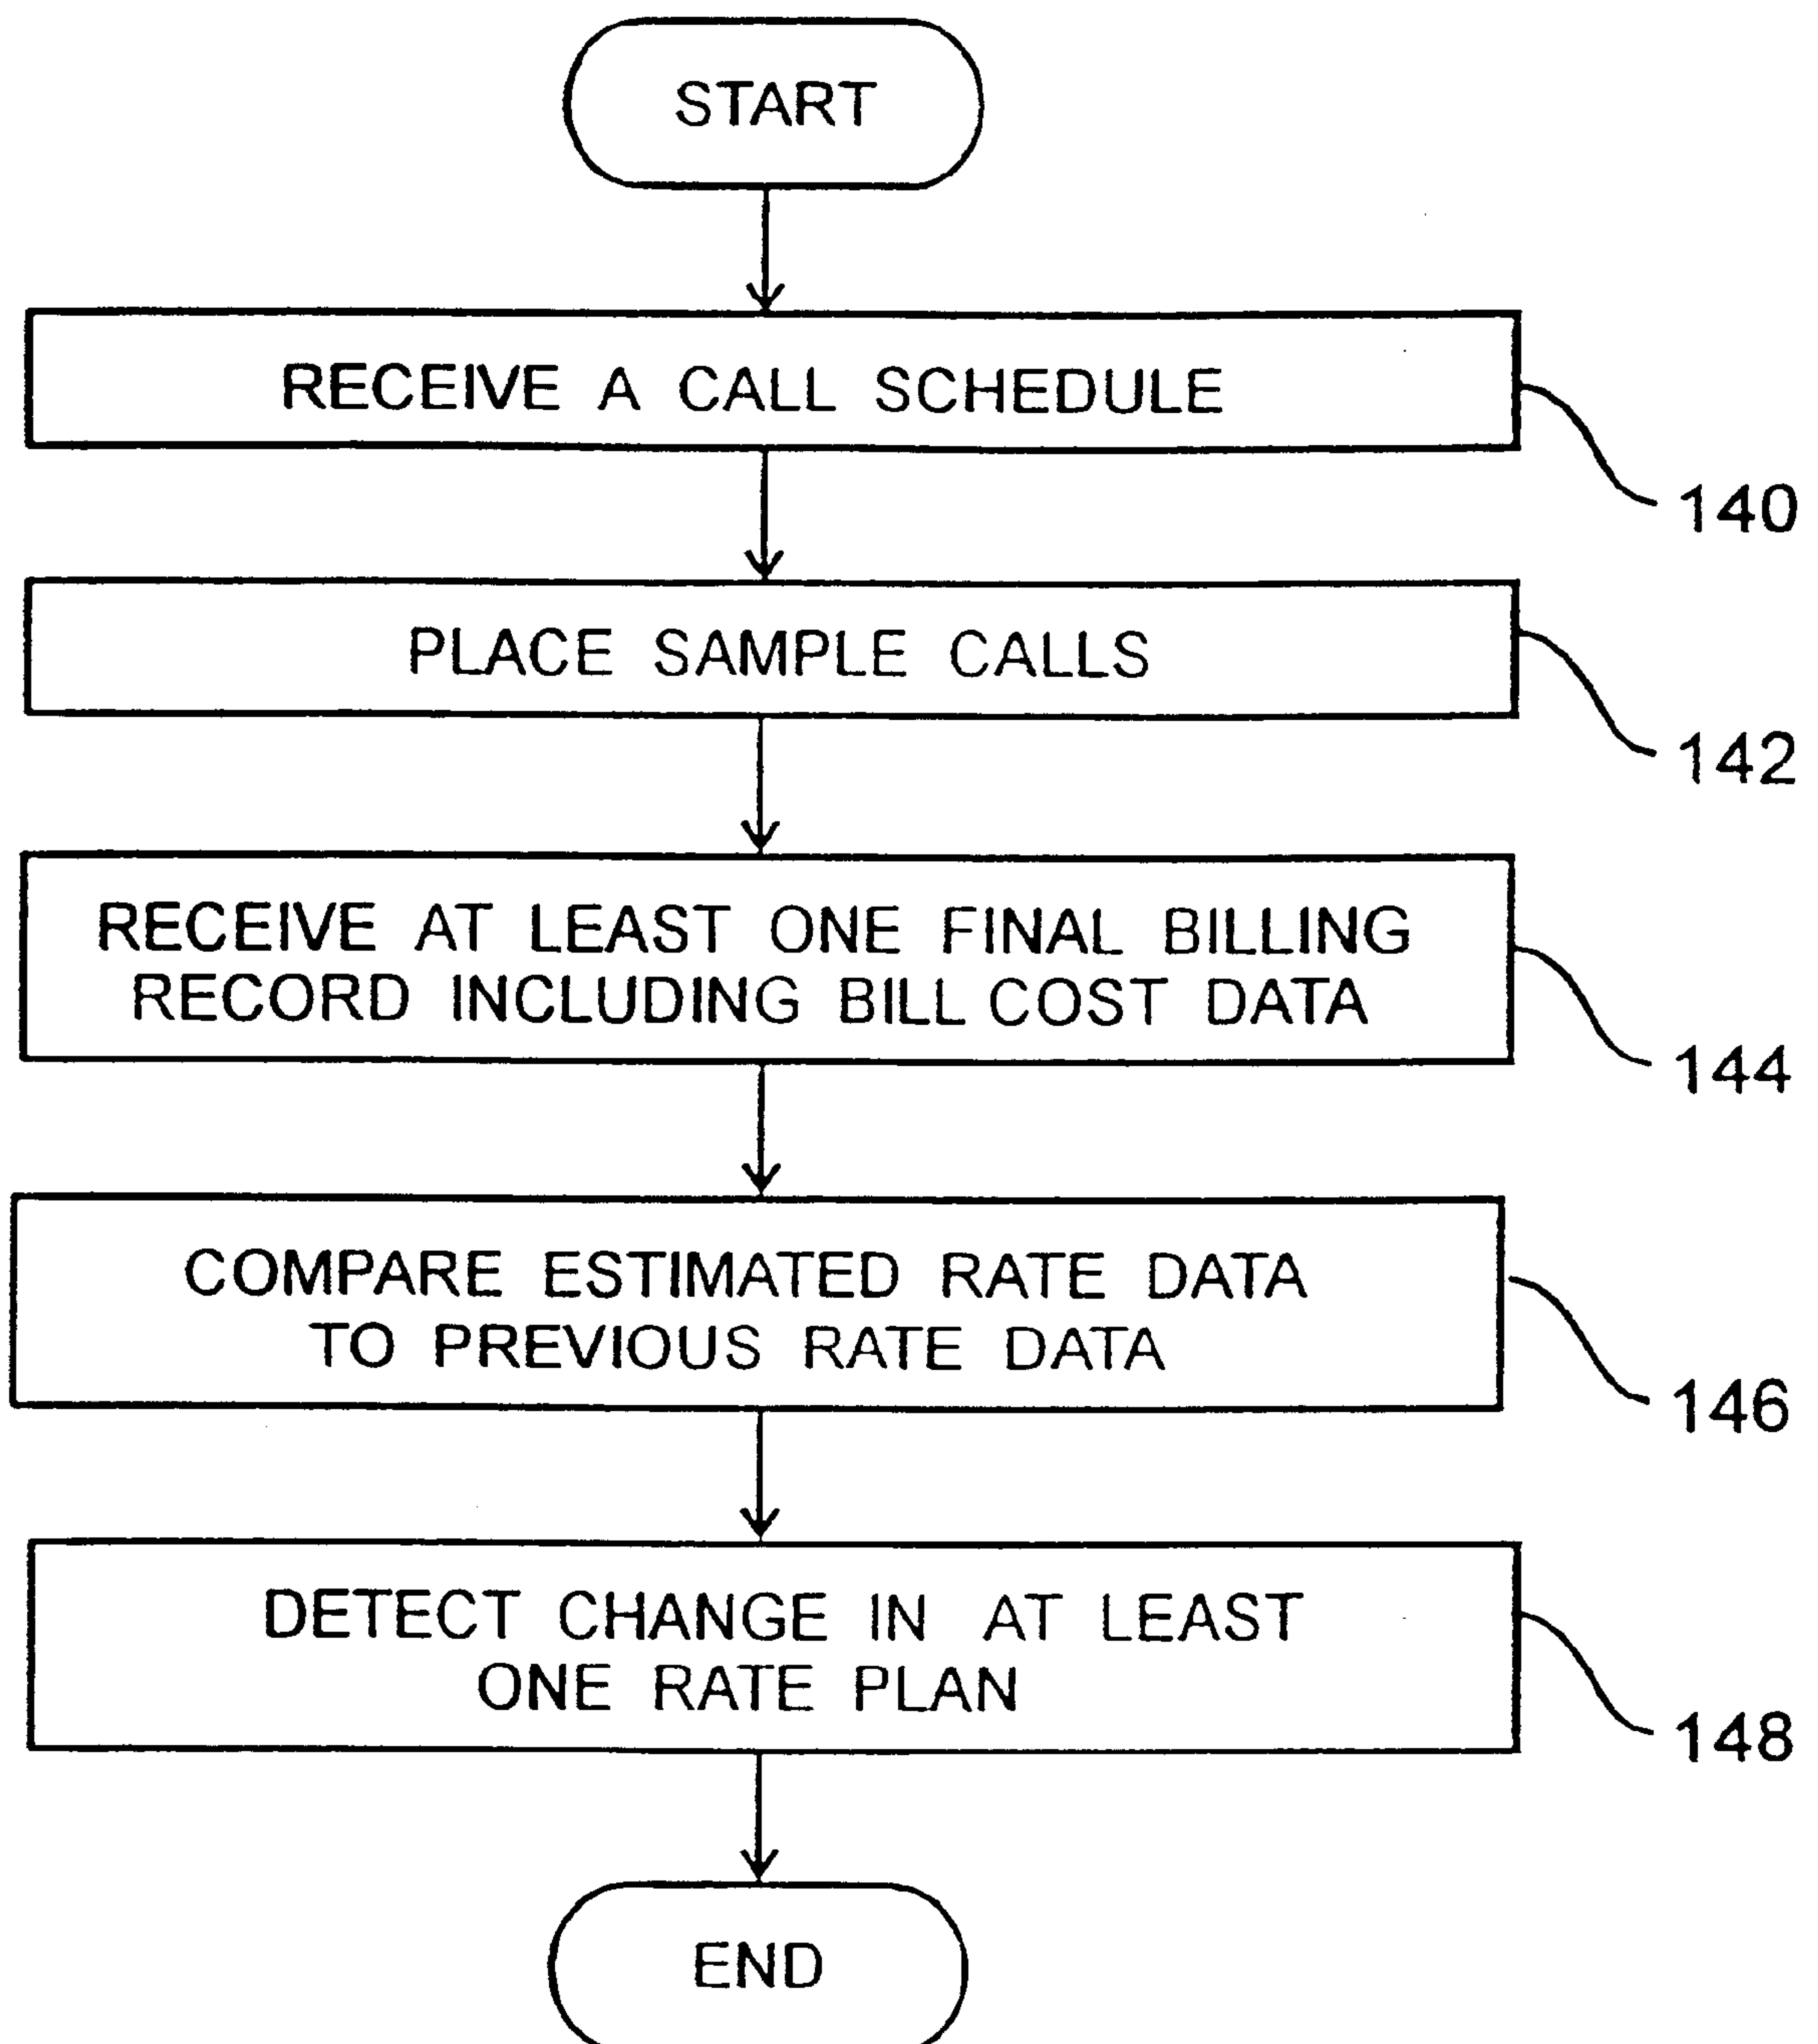 START
RECEIVE A CALL SCHEDULE
140
PLACE SAMPLE CALLS
142
RECEIVE AT LEAST ONE FINAL BILLING
RECORD INCLUDING BILL COST DATA
144
COMPARE ESTIMATED RATE DATA
TO PREVIOUS RATE DATA
146
DETECT CHANGE IN AT LEAST
ONE RATE PLAN
148
END